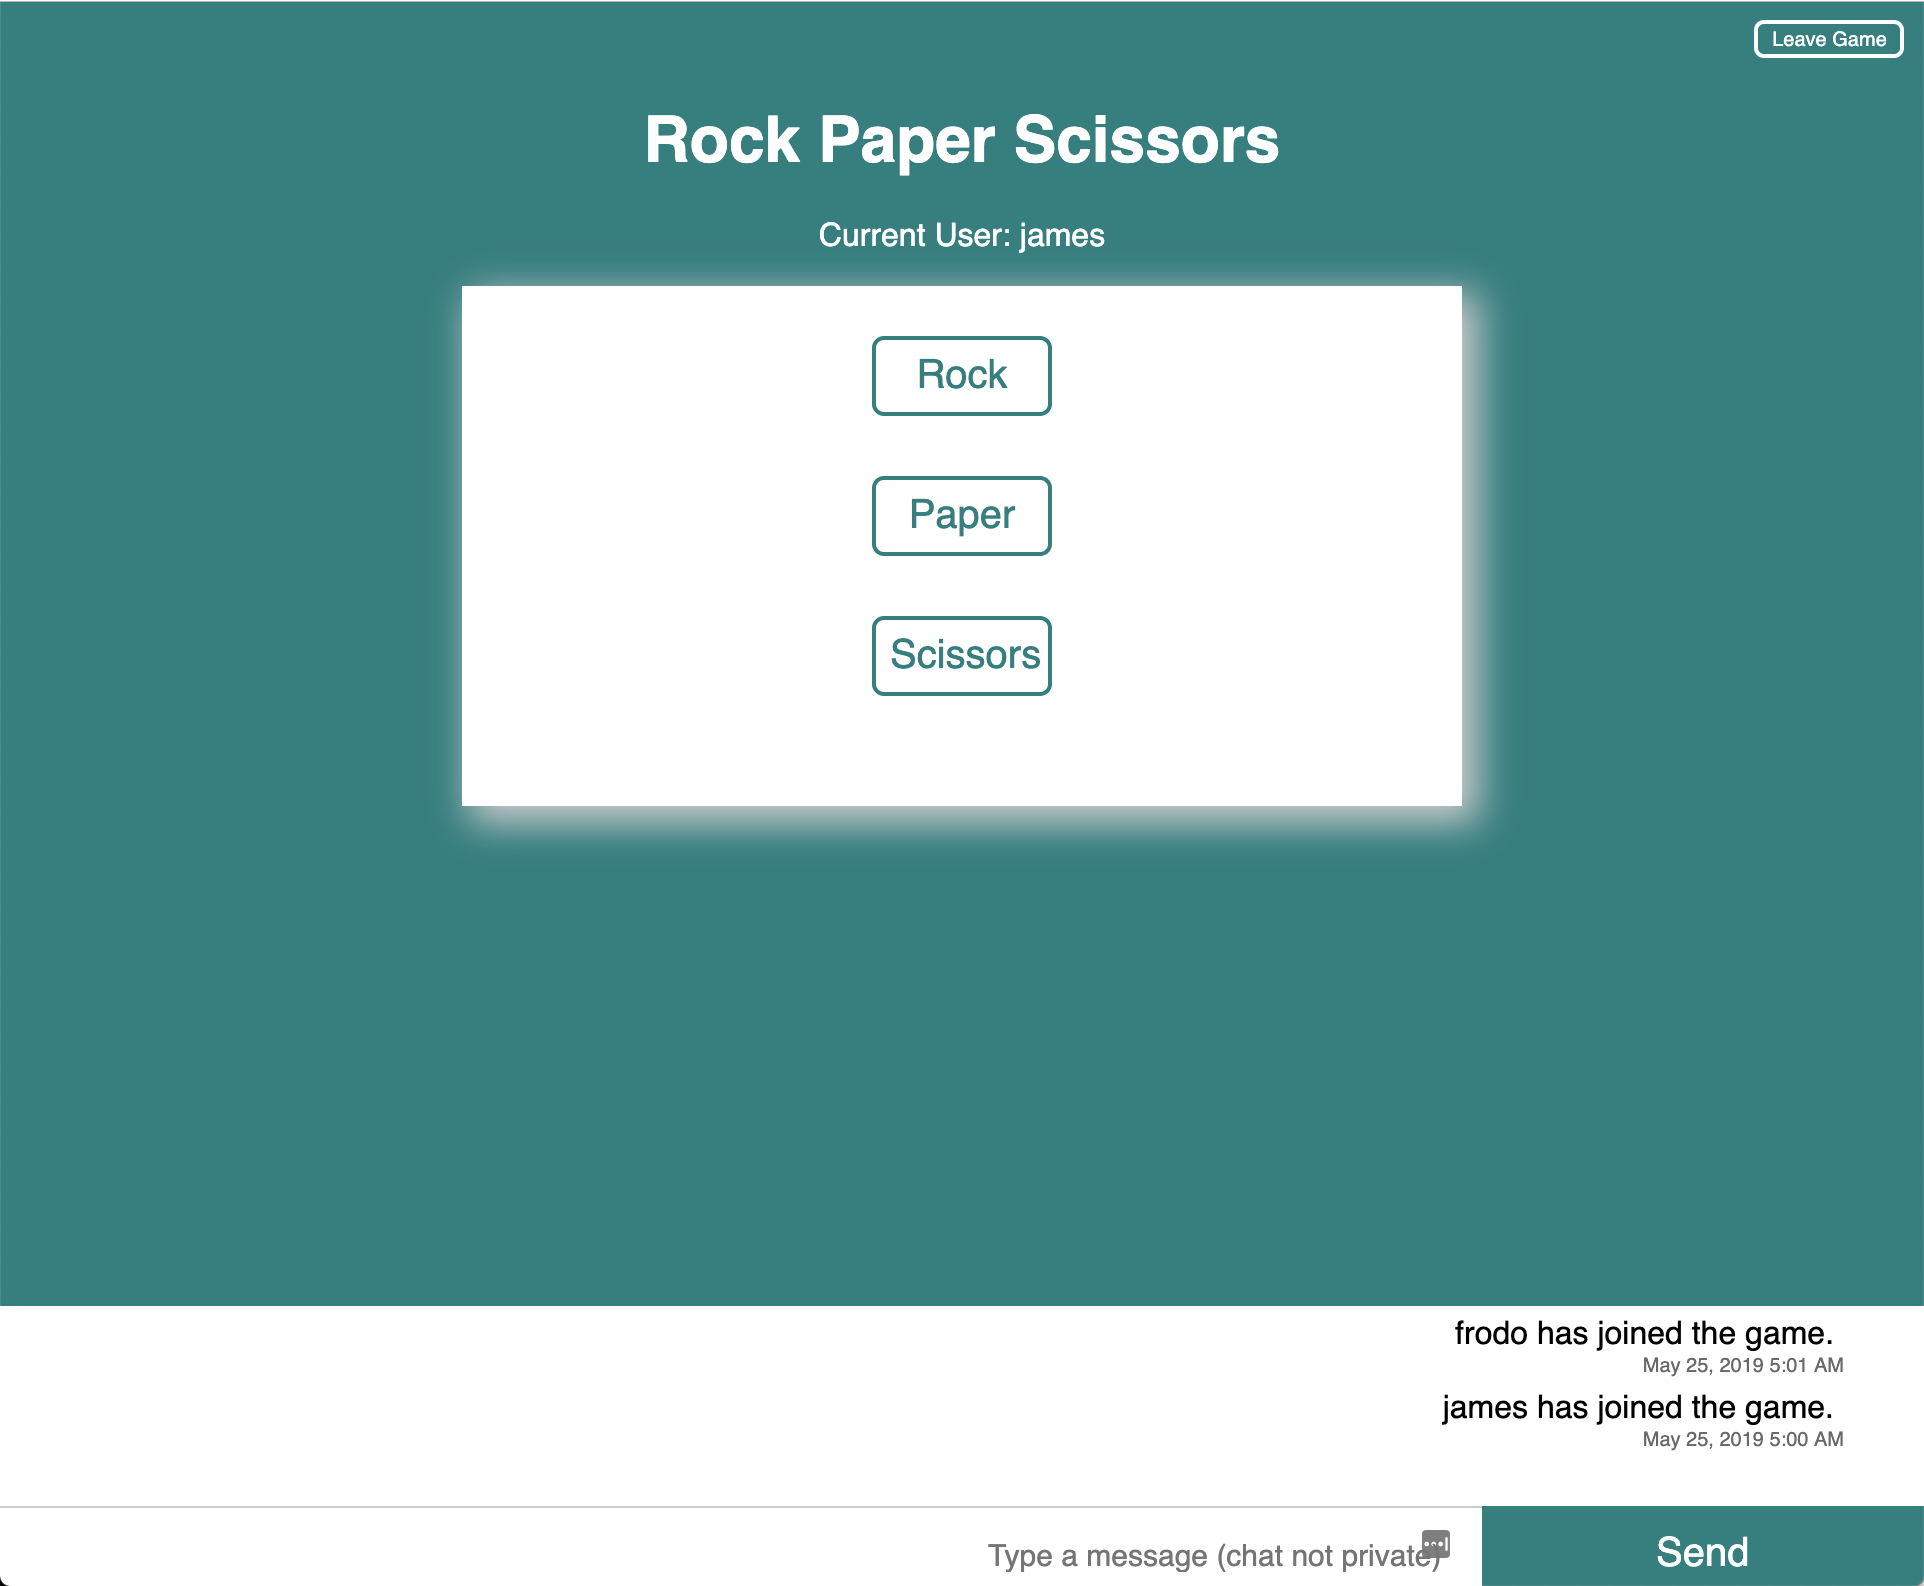 Leave Game
Rock Paper Scissors
Current User: james
Rock
Paper
Scissors
frodo has joined the game.
May 25, 2019 5:01 AM
james has joined the game.
May 25, 2019 5:00 AM
Type a message (chat not private)
Send